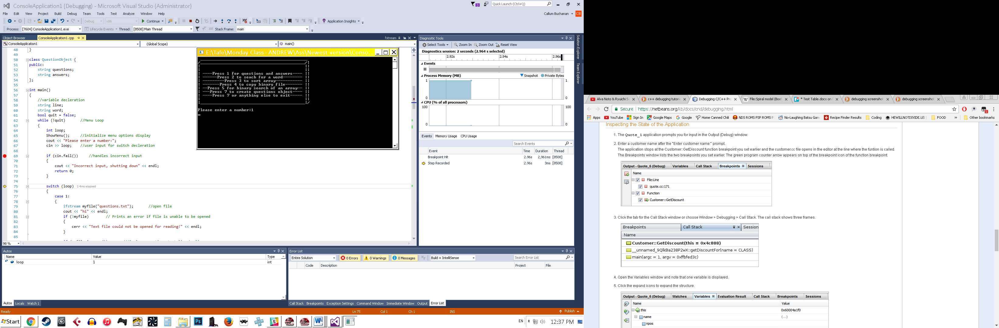 ConsoleApplication1 (Debugging) - Microsoft Visual Studio (Administrator)
3
Quick Launch (Ctrl+Q)
File Edit View Project Build Debug Team Tools Test Analyze Window Help
Callum Buchanan
CB
Debug x86 Continue Application Insights
Process: [7604] ConsoleApplication1.exe Lifecycle Events Thread: [8508] Main Thread Stack Frame: main
Object Browser ConsoleApplication1.cpp fstream
ConsoleApplication1 (Global Scope) main()
48 }
49
50 class QuestionObject {
51 public:
52 string questions;
53 string answers;
54 };
55
56 int main()
57 {
58 //variable decleration
59 string line;
60 string word;
61 bool quit = false;
62 while (!quit) //Menu Loop
63 {
64 int loop;
65 ShowMenu(); //initialize menu options display
66 cout << "Please enter a number:";
67 cin >> loop; //user input for switch decleration
68
69 if (cin.fail()) //handles incorrect input
70 {
71 cout << "Incorrect input, shutting down" << endl;
72 return 0;
73 }
74
75 switch (loop) ≤ 4ms elapsed
76 {
77 case 1:
78 {
79 ifstream myfile("questions.txt"); //open file
80 cout << "hi" << endl;
81 if (!myfile) // Prints an error if file is unable to be opened
82 {
83 cerr << "Text file could not be opened for reading!" << endl;
84 }
85
98 %
E:\Tafe\Monday Class- ANDREW\Ass\Newest version\Conso...
----Press 1 for questions and answers----
------Press 2 to seach for a word--------
---------Press 3 to sort array-----------
-------Press 4 to copy binary file-------
--Press 5 for binary search of an array--
---Press 7 to create questions object----
----Press 7 or anything else to exit-----
Please enter a number:1
Diagnostic Tools
Select Tools Zoom In Zoom Out Reset View
Diagnostics session: 2 seconds (2.964 s selected)
2.92s 2.94s 2.96s
Events
Process Memory (MB) Snapshot Private Bytes
1 1
0 0
CPU (% of all processors)
100 100
0 0
Events Memory Usage CPU Usage
Search Events
Event Time Duration Thread
Breakpoint Hit 2.96s 2,961ms [8508]
Step Recorded 2.96s 3ms [8508]
Solution Explorer
Team Explorer
Autos
Name Value Type
loop 1 int
Autos Locals Watch 1
Error List
Entire Solution 0 Errors 0 Warnings 0 Messages Build + IntelliSense Search Error List
Code Description Project File
Call Stack Breakpoints Exception Settings Command Window Immediate Window Output Error List
Ready Ln 75 Col 1 Ch 1 INS Publish
Start
EN 12:37 PM
Alva Noto & Ryuichi Sa c++ debugging tutoria Debugging C/C++ Pro File:Spiral model (Boeh * Test Table.docx on debugging screenshot debugging screenshot
Secure https://netbeans.org/kb/docs/cnd/debugging.html
1
Apps YouTube Sign In Google Maps Google Home Canned Chili NDS ROMS PSP ROMS PS No-Laughing Batsu Gam Recipe Finder Results Coding HEWILLNOTDIVIDE.US | FOOD » Other bookmarks
Inspecting the State of the Application
1. The Quote_1 application prompts you for input in the Output (Debug) window.
2. Enter a customer name after the "Enter customer name:" prompt.
The application stops at the Customer::GetDiscount function breakpoint you set earlier and the customer.cc file opens in the editor at the line where the funtion is called.
The Breakpoints window lists the two breakpoints you set earlier. The green program counter arrow appears on top of the breakpoint icon of the function breakpoint.
Output - Quote_6 (Debug) Variables Call Stack Breakpoints Sessions
Name
File:Line
quote.cc:171
Function
Customer::GetDiscount
3. Click the tab for the Call Stack window or choose Window > Debugging > Call Stack. The call stack shows three frames.
Breakpoints Call Stack Session
Name
Customer::GetDiscount(this = 0x4c888)
__unnamed_9QlkBa238P2wX::getDiscountFor(name = CLASS)
main(argc = 1, argv = 0xffbfed3c)
4. Open the Variables window and note that one variable is displayed.
5. Click the expand icons to expand the structure.
Output - Quote_6 (Debug) Watches Variables Evaluation Result Call Stack Breakpoints Sessions
Name Value
this 0x60004a1f0
name {...}
npos